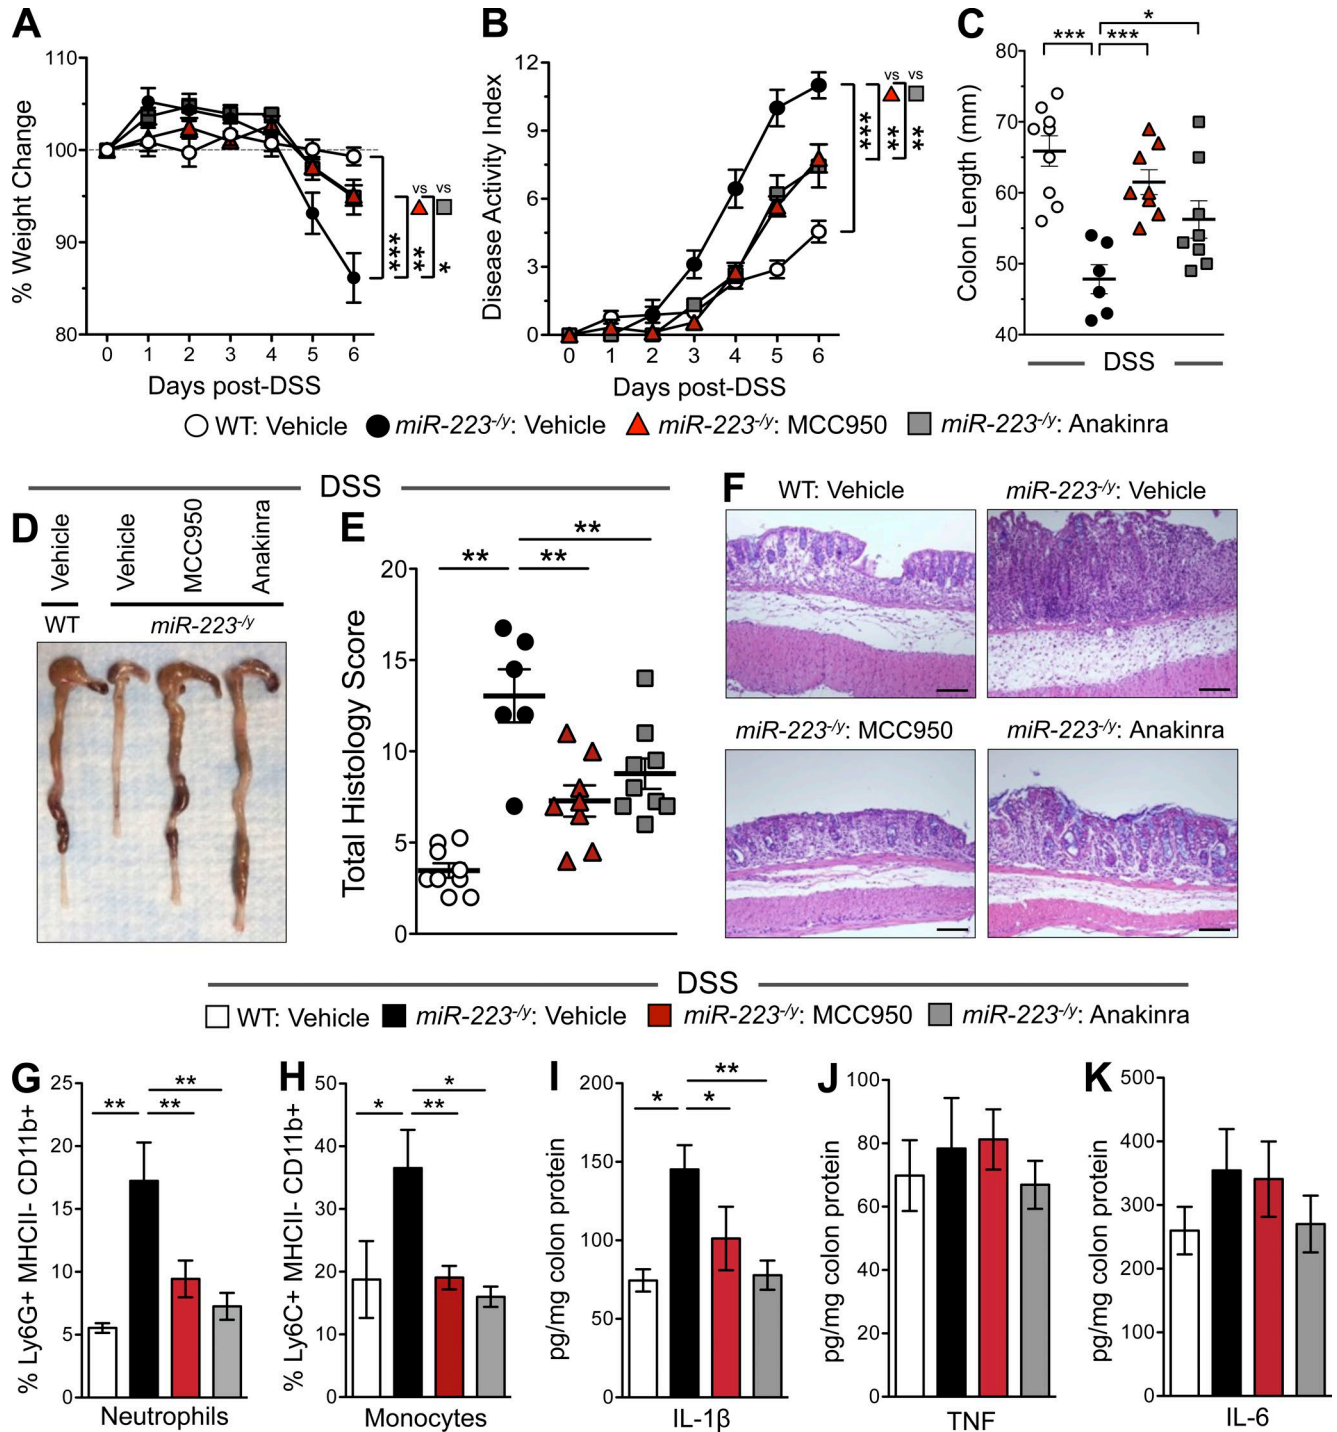 A
% Weight Change
110
100
90
80
0 1 2 3 4 5 6
Days post-DSS
vs vs
***
**
*
B
Disease Activity Index
12
9
6
3
0
0 1 2 3 4 5 6
Days post-DSS
vs vs
***
**
**
C
Colon Length (mm)
80
70
60
50
40
*
*** ***
DSS
WT: Vehicle miR-223-/y: Vehicle miR-223-/y: MCC950 miR-223-/y: Anakinra
DSS
D
Vehicle
Vehicle
MCC950
Anakinra
WT miR-223-/y
E
Total Histology Score
20
15
10
5
0
**
** **
F
WT: Vehicle miR-223-/y: Vehicle
miR-223-/y: MCC950 miR-223-/y: Anakinra
DSS
WT: Vehicle miR-223-/y: Vehicle miR-223-/y: MCC950 miR-223-/y: Anakinra
G
% Ly6G+ MHCII- CD11b+
25
20
15
10
5
0
**
** **
Neutrophils
H
% Ly6C+ MHCII- CD11b+
50
40
30
20
10
0
*
* **
Monocytes
I
pg/mg colon protein
200
150
100
50
0
**
* *
IL-1β
J
pg/mg colon protein
100
80
60
40
20
0
TNF
K
pg/mg colon protein
500
400
300
200
100
0
IL-6